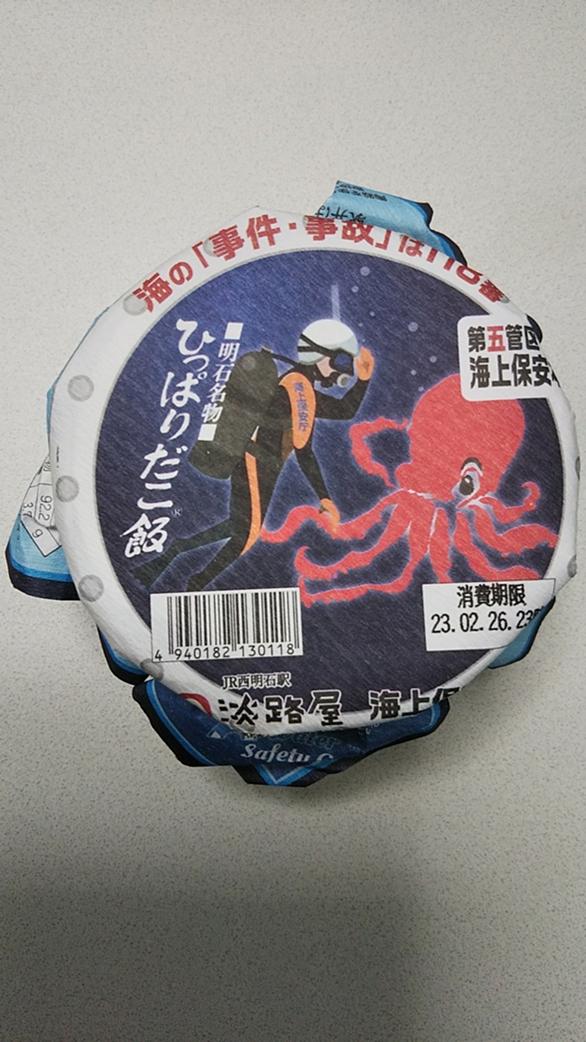 海の「事件・事故」は118番
第五管区
海上保安
■明石名物■
ひっぱりだこ飯
海上保安庁
消費期限
23.02.26.23
4 940182 130118
JR西明石駅
淡路屋 海上保
Safety
922